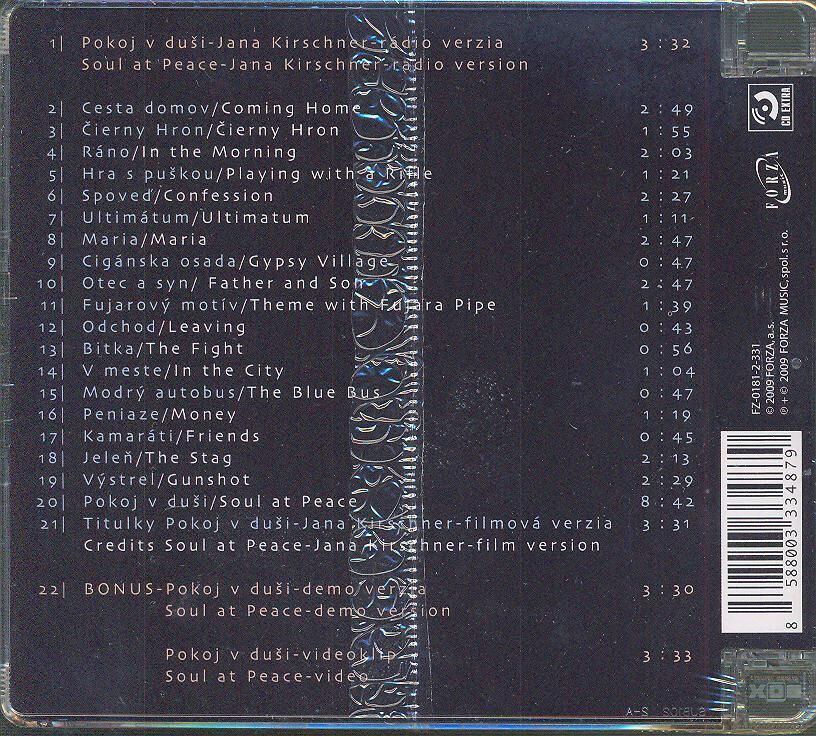 1| Pokoj v duši-Jana Kirschner-rádio verzia 3:32
Soul at Peace-Jana Kirschner-radio version
2| Cesta domov/Coming Home 2:49
3| Čierny Hron/Čierny Hron 1:55
4| Ráno/In the Morning 2:03
5| Hra s puškou/Playing with a Rifle 1:21
6| Spoveď/Confession 2:27
7| Ultimátum/Ultimatum 1:11
8| Maria/Maria 2:47
9| Cigánska osada/Gypsy Village 0:47
10| Otec a syn/ Father and Son 2:47
11| Fujarový motív/Theme with Fujara Pipe 1:39
12| Odchod/Leaving 0:43
13| Bitka/The Fight 0:56
14| V meste/In the City 1:04
15| Modrý autobus/The Blue Bus 0:47
16| Peniaze/Money 1:19
17| Kamaráti/Friends 0:45
18| Jeleň/The Stag 2:13
19| Výstrel/Gunshot 2:29
20| Pokoj v duši/Soul at Peace 8:42
21| Titulky Pokoj v duši-Jana Kirschner-filmová verzia 3:31
Credits Soul at Peace-Jana Kirschner-film version
22| BONUS-Pokoj v duši-demo verzia 3:30
Soul at Peace-demo version
Pokoj v duši-videoklip 3:33
Soul at Peace-video
CD EXTRA
FORZA
music
FZ-0181-2-331
© 2009 FORZA, a.s.
℗ + © 2009 FORZA MUSIC, spol. s r.o.
8 588003 334879